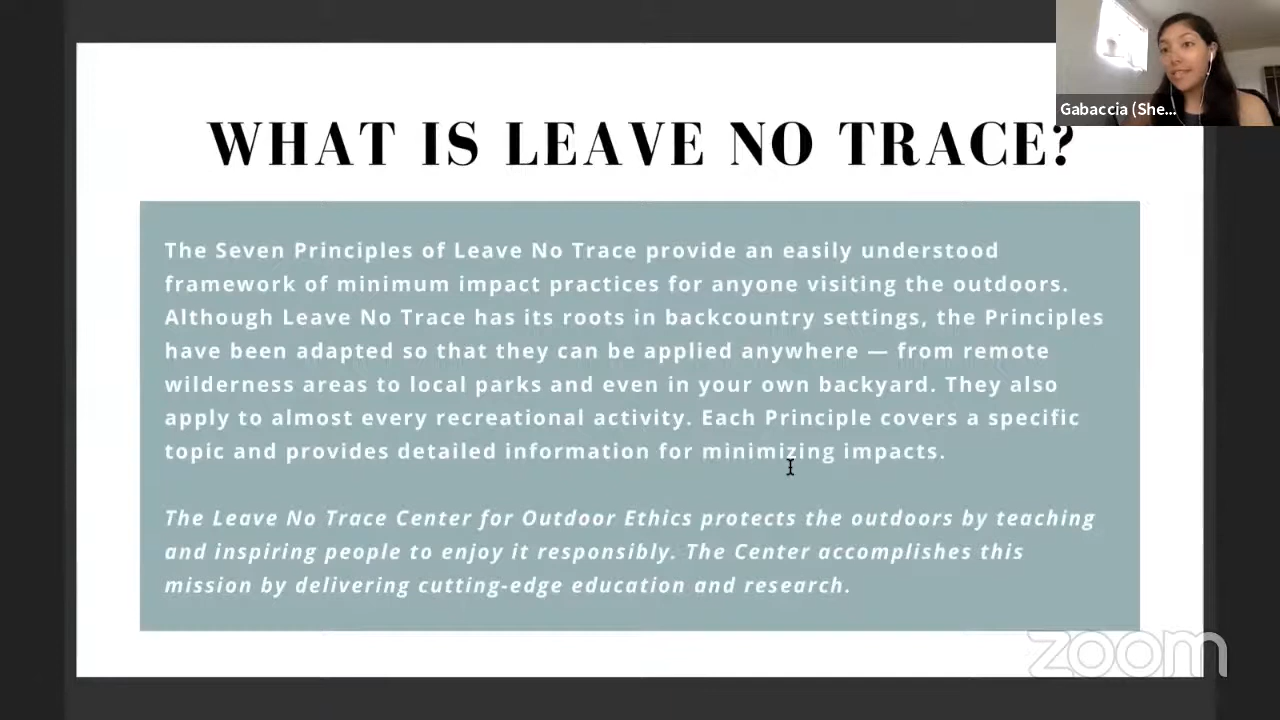 Gabaccia (She...
WHAT IS LEAVE NO TRACE?
The Seven Principles of Leave No Trace provide an easily understood
framework of minimum impact practices for anyone visiting the outdoors.
Although Leave No Trace has its roots in backcountry settings, the Principles
have been adapted so that they can be applied anywhere — from remote
wilderness areas to local parks and even in your own backyard. They also
apply to almost every recreational activity. Each Principle covers a specific
topic and provides detailed information for minimizing impacts.
The Leave No Trace Center for Outdoor Ethics protects the outdoors by teaching
and inspiring people to enjoy it responsibly. The Center accomplishes this
mission by delivering cutting-edge education and research.
zoom